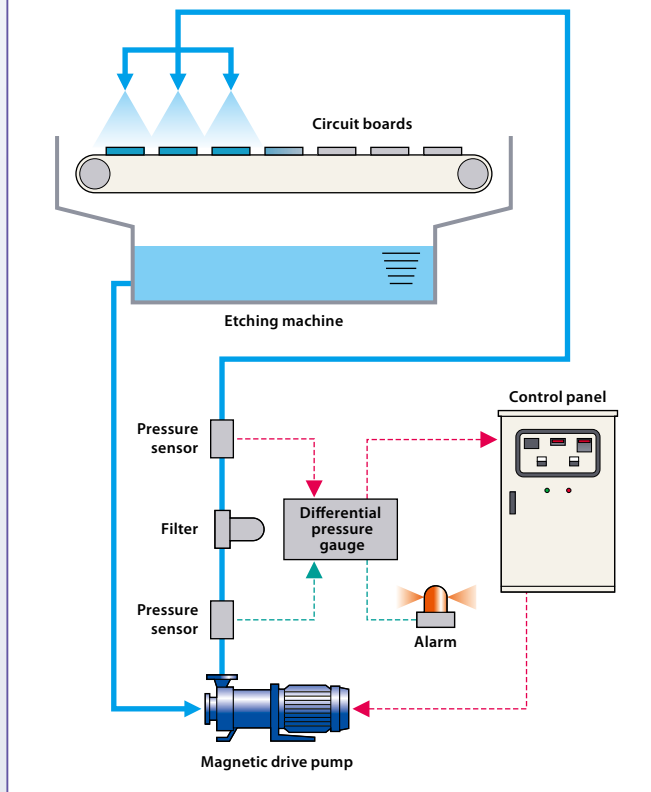 Circuit boards
Etching machine
Control panel
Pressure
sensor
Differential
pressure
gauge
Filter
Pressure
sensor
Alarm
Magnetic drive pump